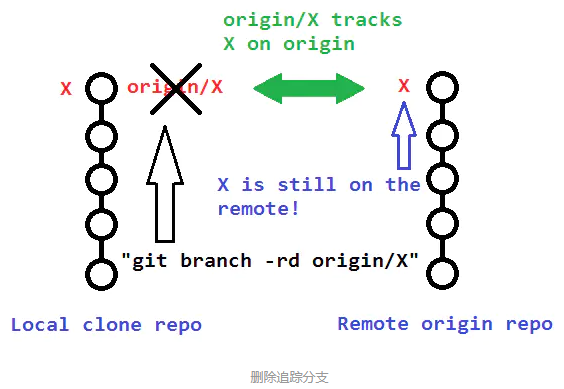 origin/X tracks
X on origin
X origin/X X
X is still on the
remote!
"git branch -rd origin/X"
Local clone repo
Remote origin repo
删除追踪分支